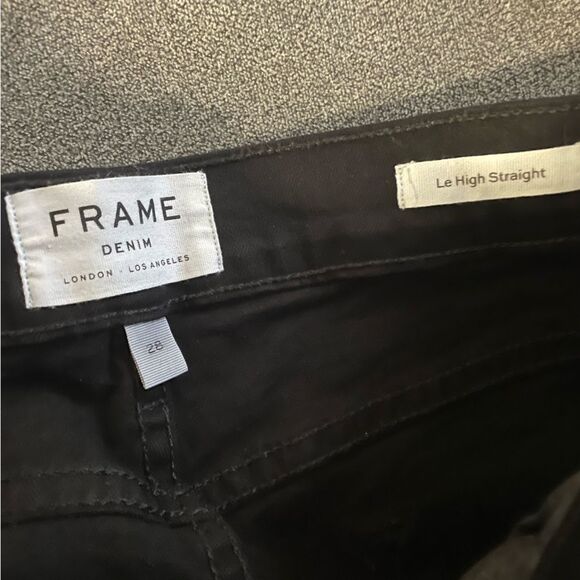 FRAME
DENIM
LONDON - LOS ANGELES
Le High Straight
28